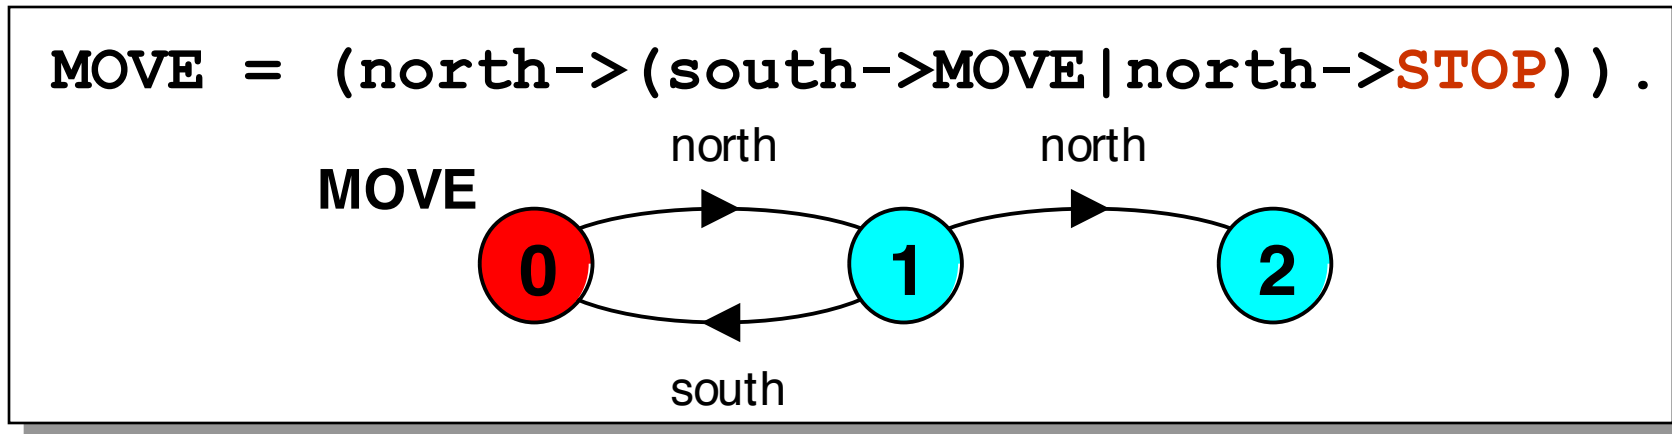 MOVE = (north->(south->MOVE|north->STOP)).
north north
MOVE
0 1 2
south